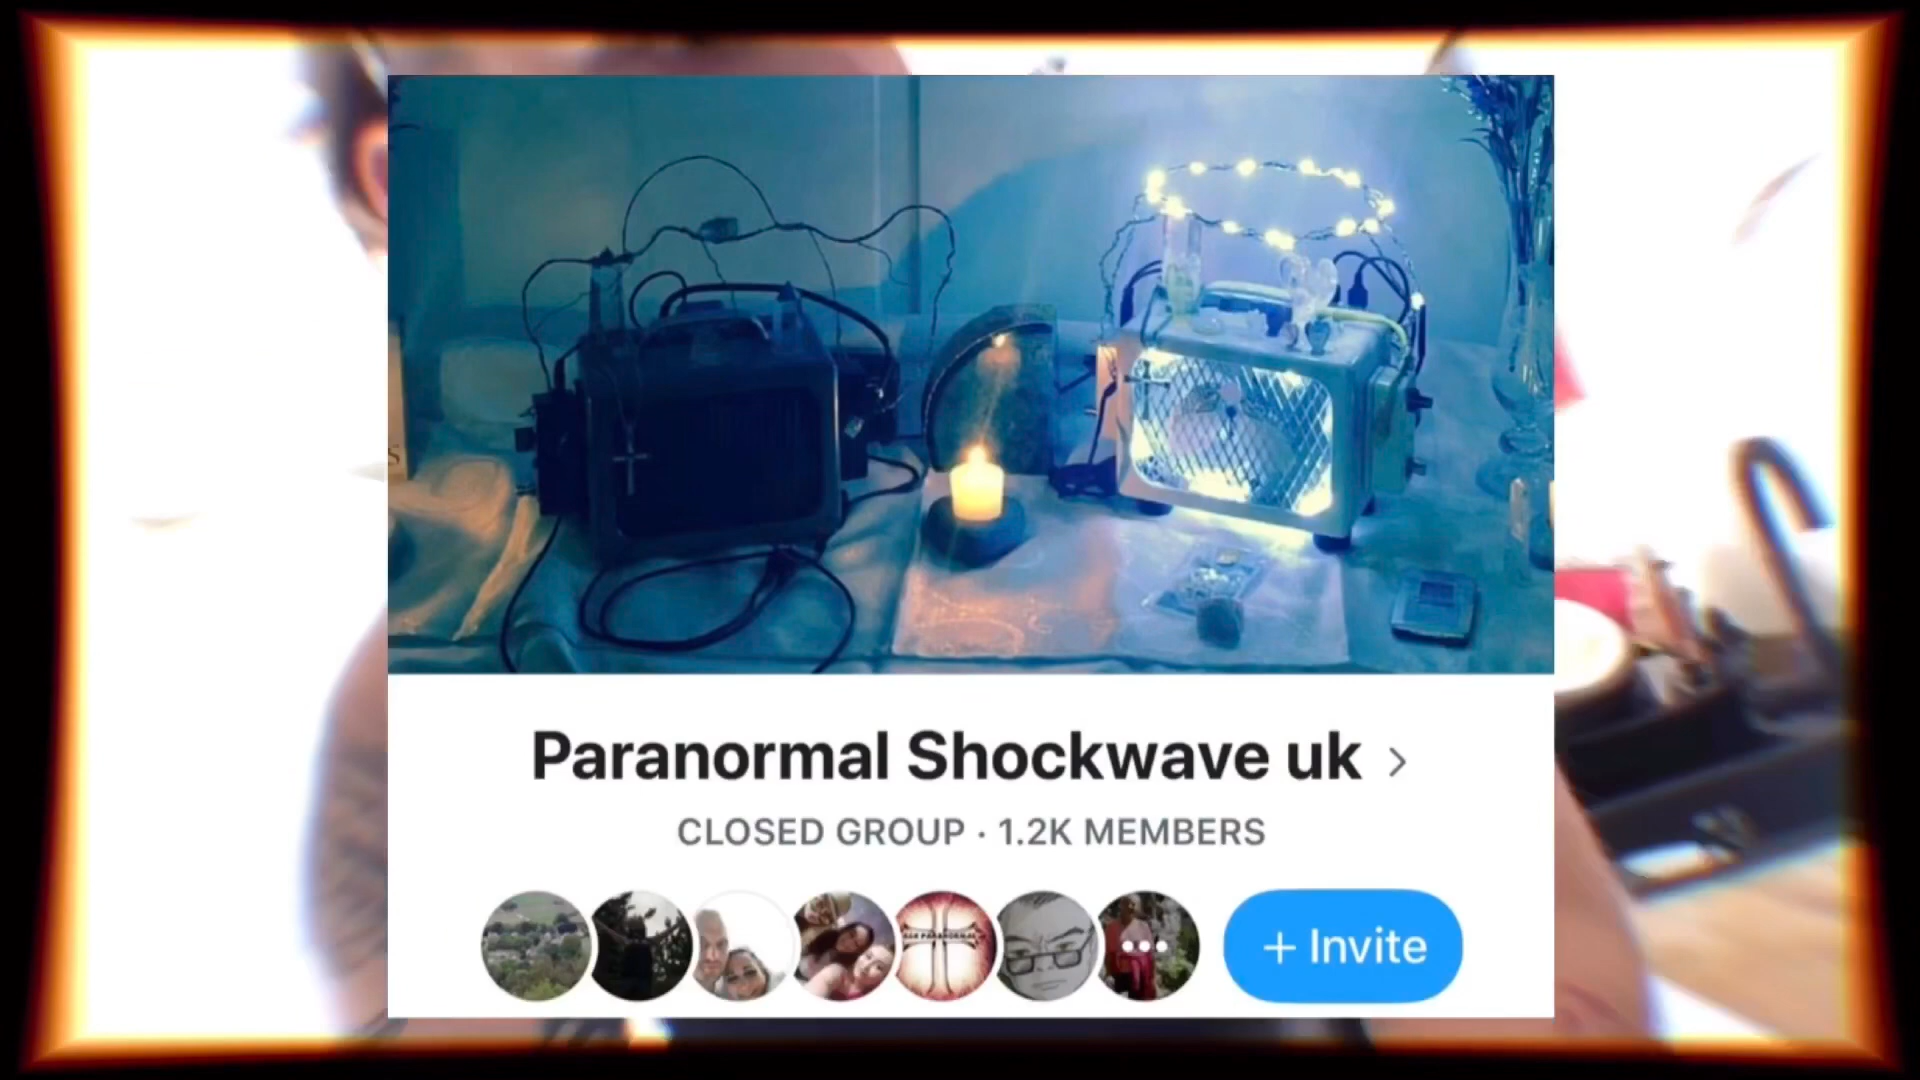 Paranormal Shockwave uk
CLOSED GROUP · 1.2K MEMBERS
+ Invite